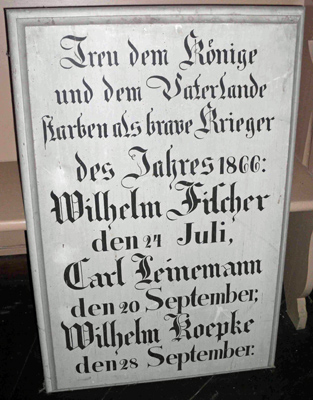 Treu dem Könige
und dem Vaterlande
starben als brave Krieger
des Jahres 1866:
Wilhelm Fischer
den 24 Juli,
Carl Leinemann
den 20 September,
Wilhelm Koepke
den 28 September.